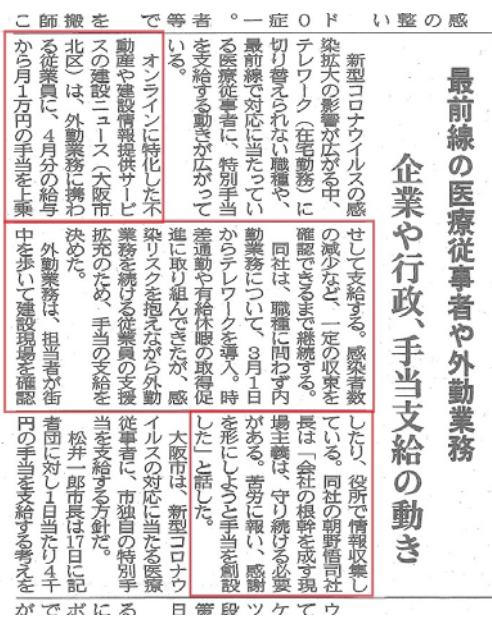 最前線の医療従事者や外勤業務
企業や行政、手当支給の動き
新型コロナウイルスの感
染拡大の影響が広がる中、
テレワーク（在宅勤務）に
切り替えられない職種や、
最前線で対応に当たってい
る医療従事者に、特別手当
を支給する動きが広がって
いる。
オンラインに特化した不
動産や建設情報提供サービ
スの建設ニュース（大阪市
北区）は、外勤業務に携わ
る従業員に、４月分の給与
から月１万円の手当を上乗
せして支給する。感染者数
の減少など、一定の収束を
確認できるまで継続する。
同社は、職種に問わず内
勤業務について、３月１日
からテレワークを導入。時
差通勤や有給休暇の取得促
進に取り組んできたが、感
染リスクを抱えながら外勤
業務を続ける従業員の支援
拡充のため、手当の支給を
決めた。
外勤業務は、担当者が街
中を歩いて建設現場を確認
したり、役所で情報収集し
ている。同社の朝野悟司社
長は「会社の根幹を成す現
場主義は、守り続ける必要
がある。苦労に報い、感謝
を形にしようと手当を創設
した」と話した。
大阪市は、新型コロナウ
イルスの対応に当たる医療
従事者に、市独自の特別手
当を支給する方針だ。
松井一郎市長は17日に記
者団に対し１日当たり４千
円の手当を支給する考えを